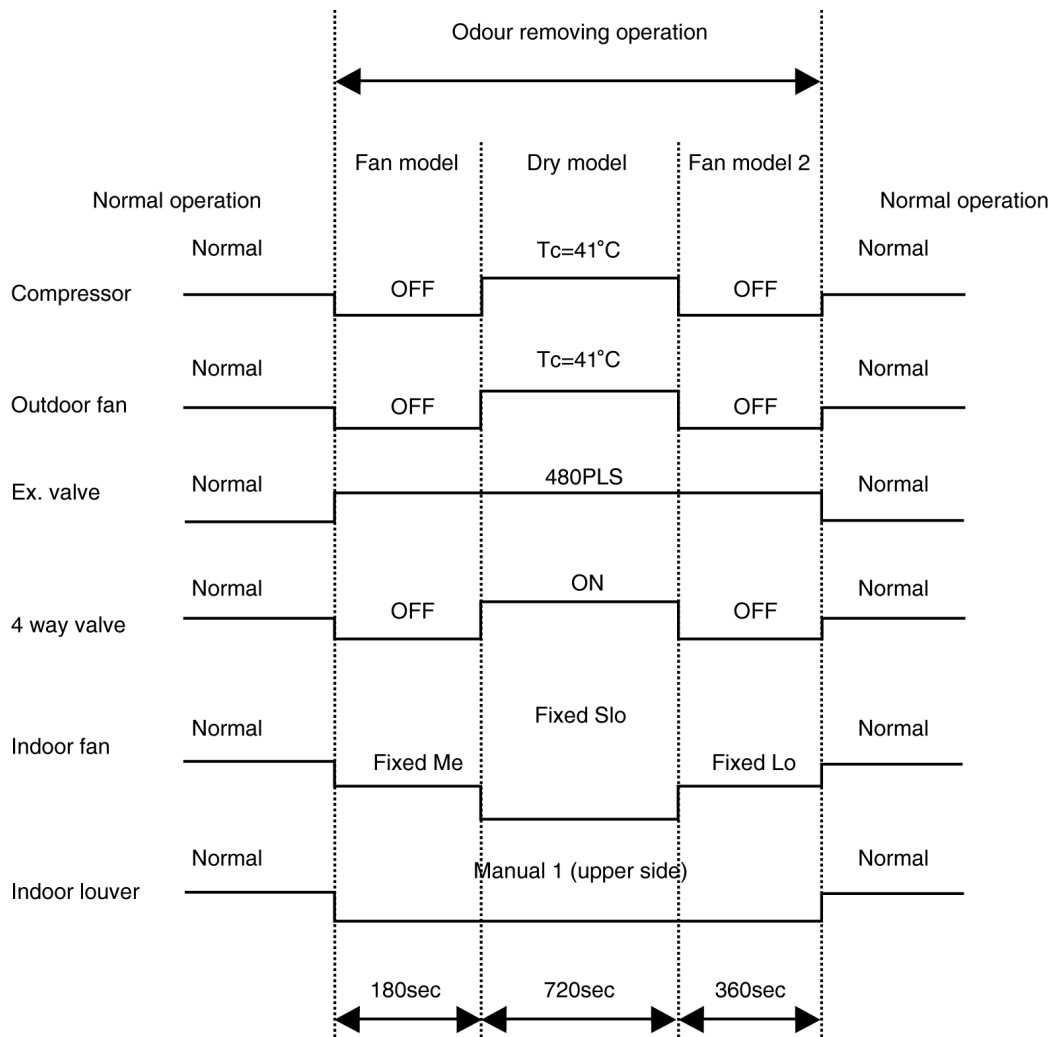 Odour removing operation
Fan model
Dry model
Fan model 2
Normal operation
Normal operation
Normal
Tc=41°C
Normal
Compressor
OFF
OFF
Normal
Tc=41°C
Normal
Outdoor fan
OFF
OFF
Normal
480PLS
Normal
Ex. valve
Normal
ON
Normal
4 way valve
OFF
OFF
Normal
Fixed Slo
Normal
Indoor fan
Fixed Me
Fixed Lo
Normal
Manual 1 (upper side)
Normal
Indoor louver
180sec
720sec
360sec